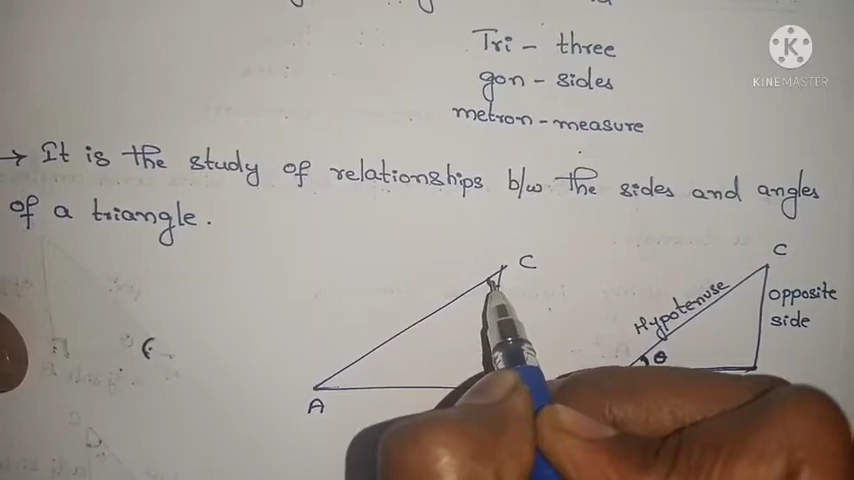 Tri - three
gon - sides
metron - measure
K
KINEMASTER
→ It is the study of relationships b/w the sides and angles
of a triangle.
C
A
C
Hypotenuse
opposite
side
θ